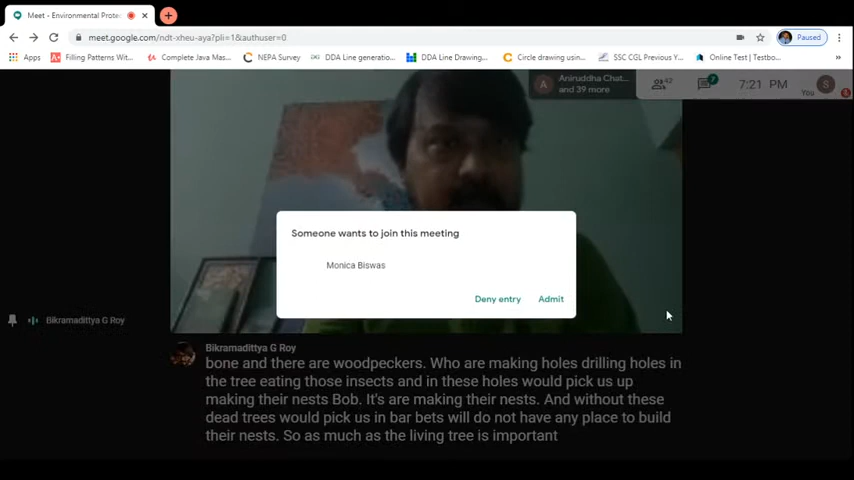 Meet - Environmental Prote
meet.google.com/ndt-xheu-aya?pli=1&authuser=0
Paused
Apps
A+ Filling Patterns Wit...
Complete Java Mas...
NEPA Survey
DDA Line generatio...
DDA Line Drawing...
Circle drawing usin...
SSC CGL Previous Y...
Online Test | Testbo...
»
A
Aniruddha Chat...
and 39 more
42
7
7:21 PM
You
S
Someone wants to join this meeting
Monica Biswas
Deny entry
Admit
Bikramaditya G Roy
Bikramaditya G Roy
bone and there are woodpeckers. Who are making holes drilling holes in
the tree eating those insects and in these holes would pick us up
making their nests Bob. It's are making their nests. And without these
dead trees would pick us in bar bets will do not have any place to build
their nests. So as much as the living tree is important